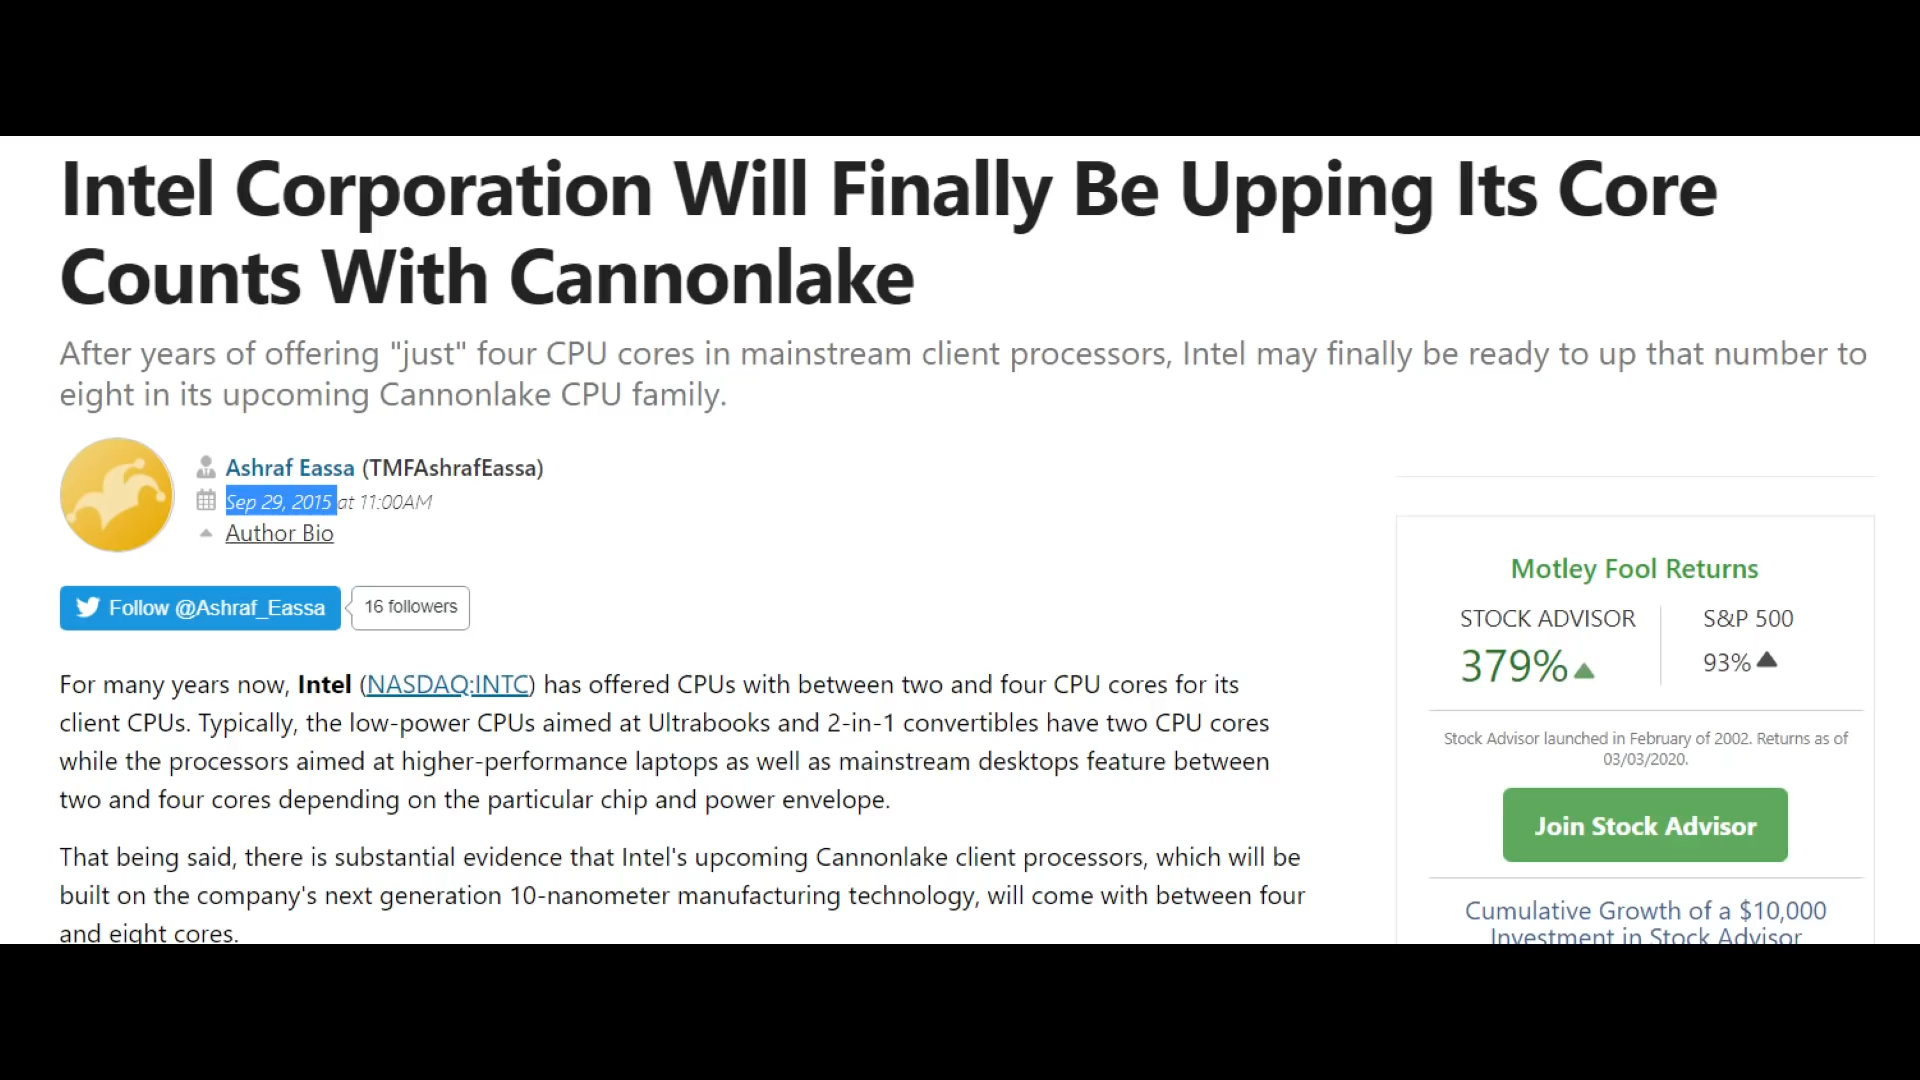 Intel Corporation Will Finally Be Upping Its Core
Counts With Cannonlake
After years of offering "just" four CPU cores in mainstream client processors, Intel may finally be ready to up that number to
eight in its upcoming Cannonlake CPU family.
Ashraf Eassa (TMFAshrafEassa)
Sep 29, 2015 at 11:00AM
Author Bio
Follow @Ashraf_Eassa
16 followers
For many years now, Intel (NASDAQ:INTC) has offered CPUs with between two and four CPU cores for its
client CPUs. Typically, the low-power CPUs aimed at Ultrabooks and 2-in-1 convertibles have two CPU cores
while the processors aimed at higher-performance laptops as well as mainstream desktops feature between
two and four cores depending on the particular chip and power envelope.
That being said, there is substantial evidence that Intel's upcoming Cannonlake client processors, which will be
built on the company's next generation 10-nanometer manufacturing technology, will come with between four
and eight cores.
Motley Fool Returns
STOCK ADVISOR
379%
S&P 500
93%
Stock Advisor launched in February of 2002. Returns as of
03/03/2020.
Join Stock Advisor
Cumulative Growth of a $10,000
Investment in Stock Advisor